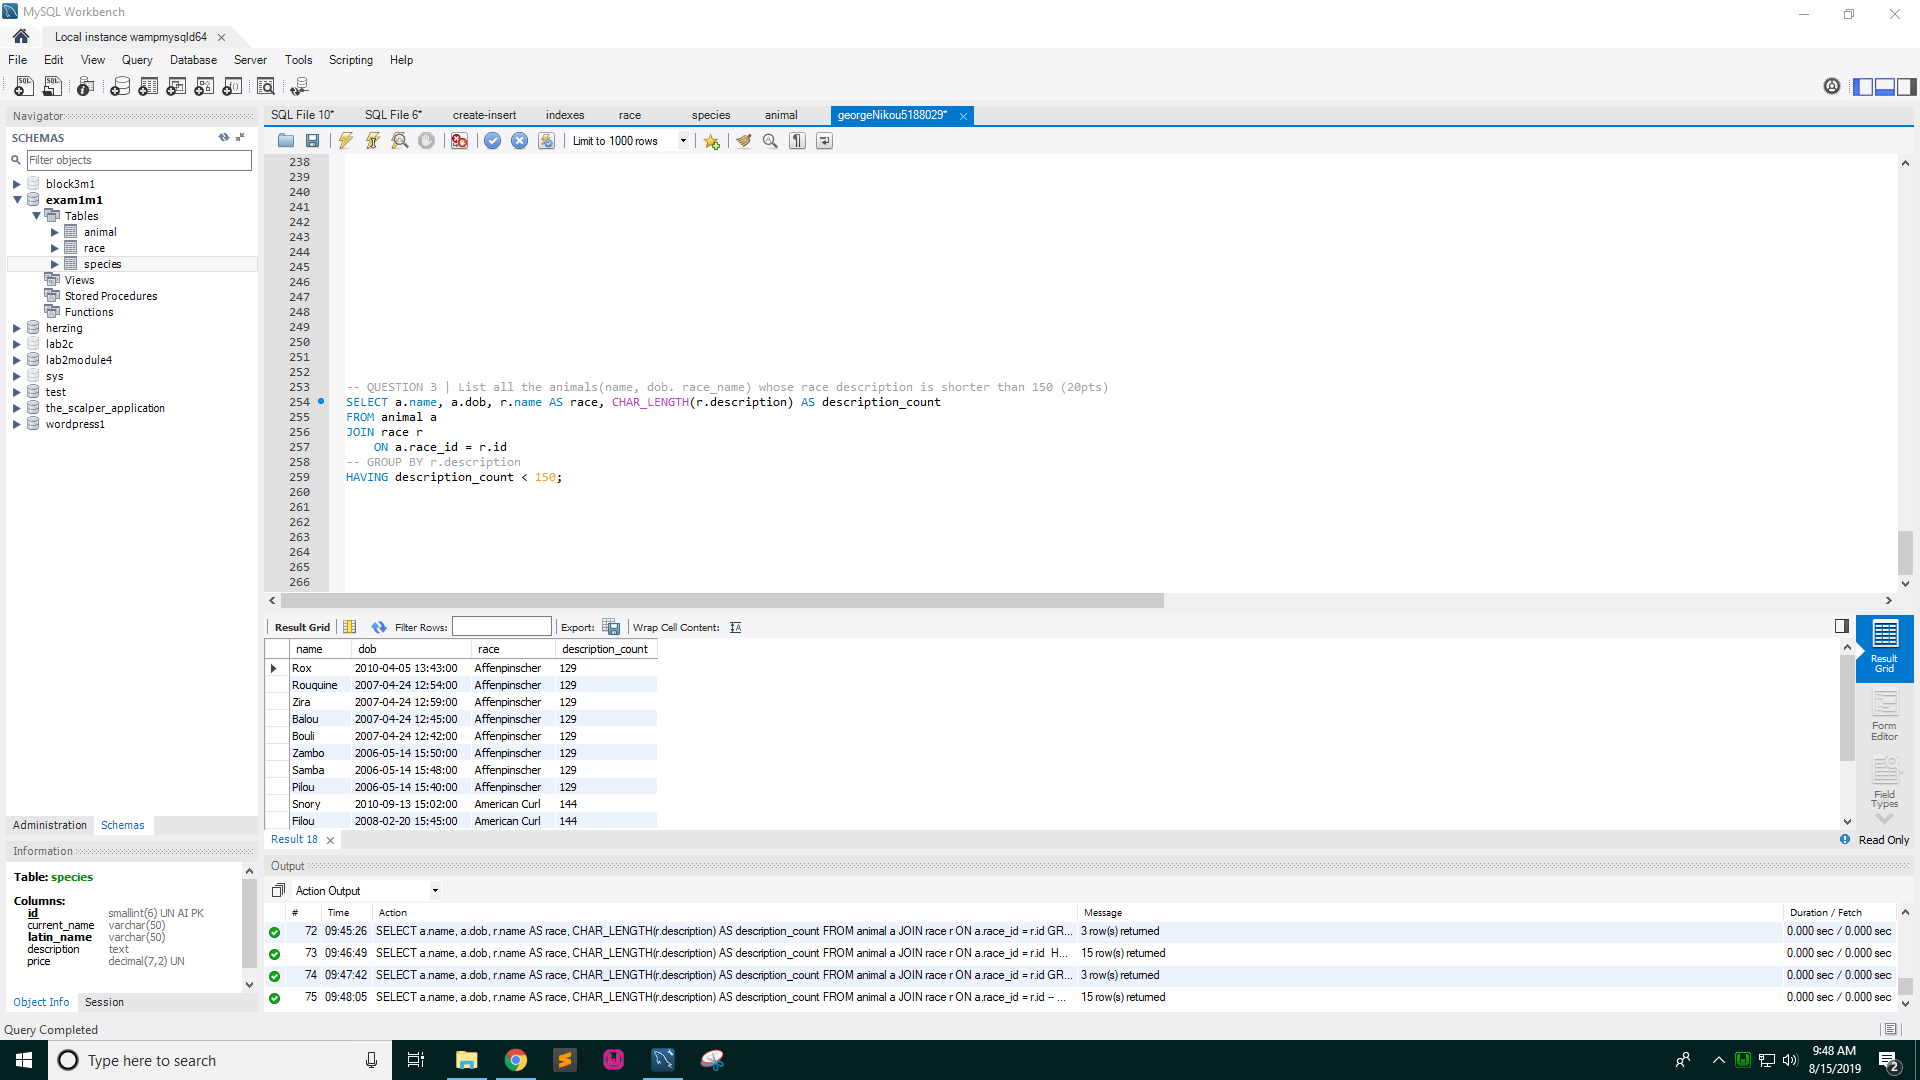 MySQL Workbench
Local instance wampmysqld64
File Edit View Query Database Server Tools Scripting Help
Navigator
SCHEMAS
Filter objects
block3m1
exam1m1
Tables
animal
race
species
Views
Stored Procedures
Functions
herzing
lab2c
lab2module4
sys
test
the_scalper_application
wordpress1
Administration Schemas
Information
Table: species
Columns:
id smallint(6) UN AI PK
current_name varchar(50)
latin_name varchar(50)
description text
price decimal(7,2) UN
Object Info Session
SQL File 10* SQL File 6* create-insert indexes race species animal georgeNikou5188029*
Limit to 1000 rows
238
239
240
241
242
243
244
245
246
247
248
249
250
251
252
253 -- QUESTION 3 | List all the animals(name, dob. race_name) whose race description is shorter than 150 (20pts)
254 SELECT a.name, a.dob, r.name AS race, CHAR_LENGTH(r.description) AS description_count
255 FROM animal a
256 JOIN race r
257 ON a.race_id = r.id
258 -- GROUP BY r.description
259 HAVING description_count < 150;
260
261
262
263
264
265
266
Result Grid Filter Rows: Export: Wrap Cell Content:
name dob race description_count
Rox 2010-04-05 13:43:00 Affenpinscher 129
Rouquine 2007-04-24 12:54:00 Affenpinscher 129
Zira 2007-04-24 12:59:00 Affenpinscher 129
Balou 2007-04-24 12:45:00 Affenpinscher 129
Bouli 2007-04-24 12:42:00 Affenpinscher 129
Zambo 2006-05-14 15:50:00 Affenpinscher 129
Samba 2006-05-14 15:48:00 Affenpinscher 129
Pilou 2006-05-14 15:40:00 Affenpinscher 129
Snory 2010-09-13 15:02:00 American Curl 144
Filou 2008-02-20 15:45:00 American Curl 144
Result Grid
Form Editor
Field Types
Result 18
Read Only
Output
Action Output
# Time Action Message Duration / Fetch
72 09:45:26 SELECT a.name, a.dob, r.name AS race, CHAR_LENGTH(r.description) AS description_count FROM animal a JOIN race r ON a.race_id = r.id GR... 3 row(s) returned 0.000 sec / 0.000 sec
73 09:46:49 SELECT a.name, a.dob, r.name AS race, CHAR_LENGTH(r.description) AS description_count FROM animal a JOIN race r ON a.race_id = r.id H... 15 row(s) returned 0.000 sec / 0.000 sec
74 09:47:42 SELECT a.name, a.dob, r.name AS race, CHAR_LENGTH(r.description) AS description_count FROM animal a JOIN race r ON a.race_id = r.id GR... 3 row(s) returned 0.000 sec / 0.000 sec
75 09:48:05 SELECT a.name, a.dob, r.name AS race, CHAR_LENGTH(r.description) AS description_count FROM animal a JOIN race r ON a.race_id = r.id -- ... 15 row(s) returned 0.000 sec / 0.000 sec
Query Completed
Type here to search
9:48 AM
8/15/2019
2